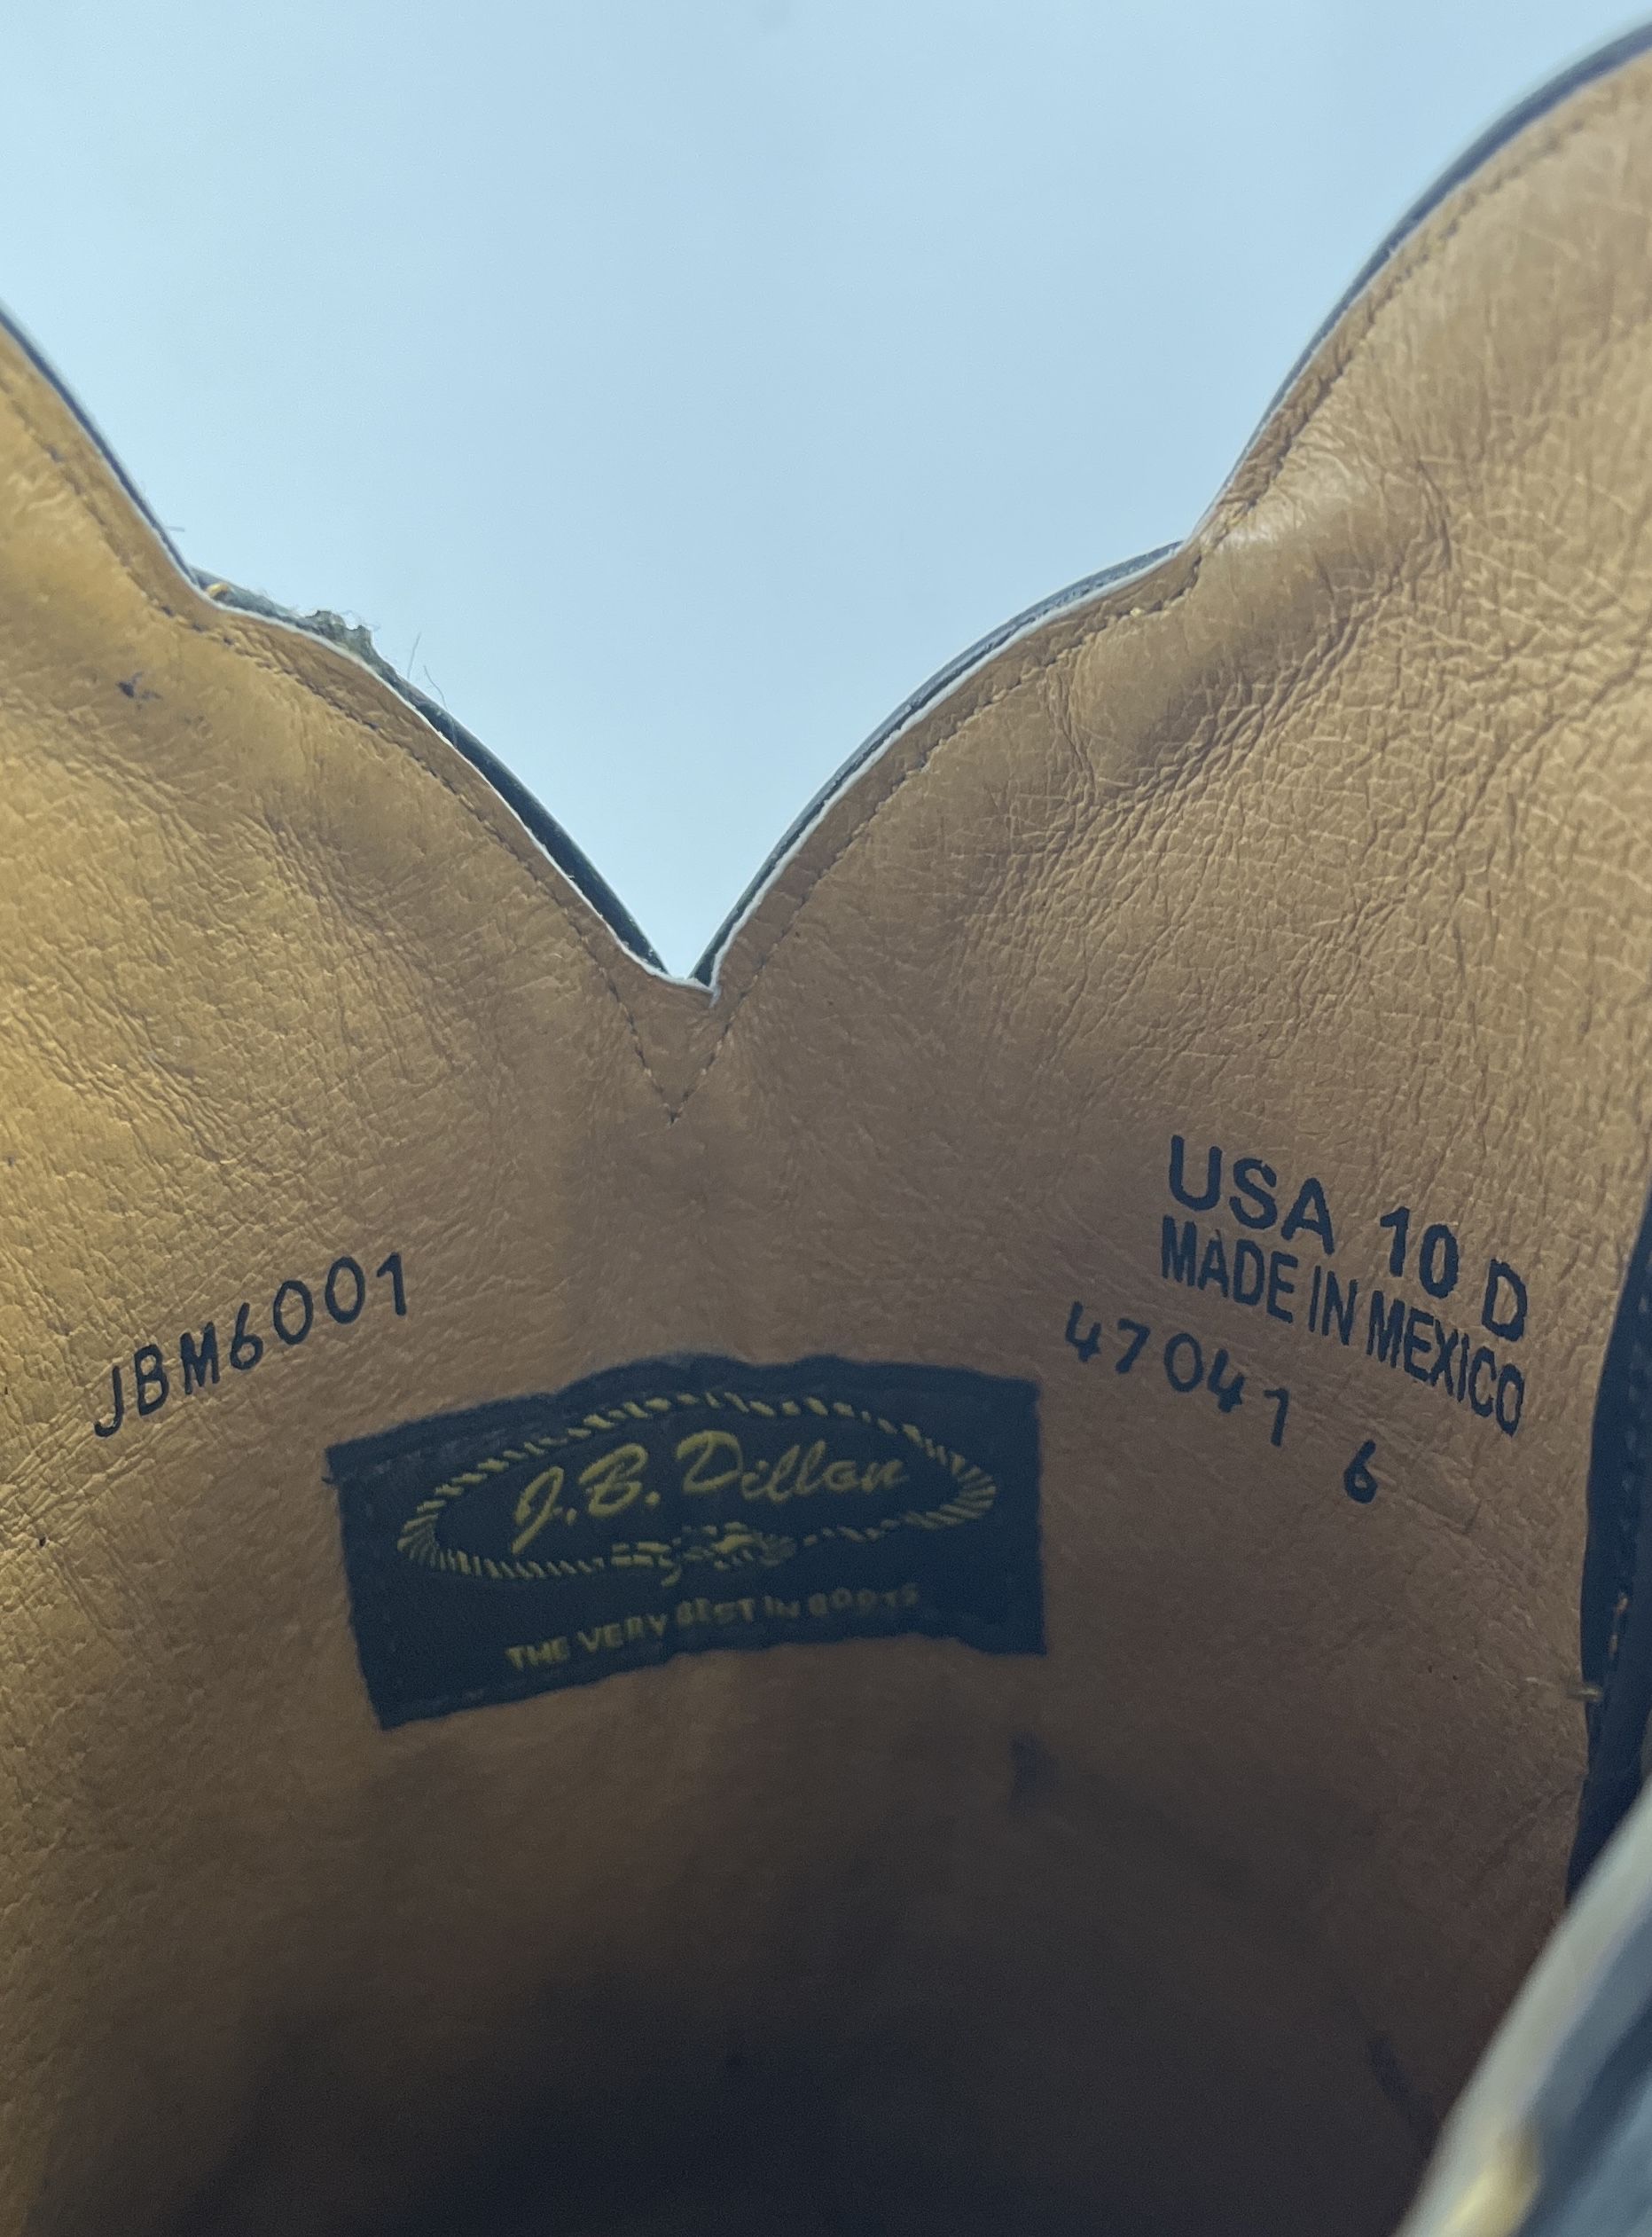 JBM6001
USA 10 D
MADE IN MEXICO
47041 6
J.B. Dillon
THE VERY BEST IN BOOTS